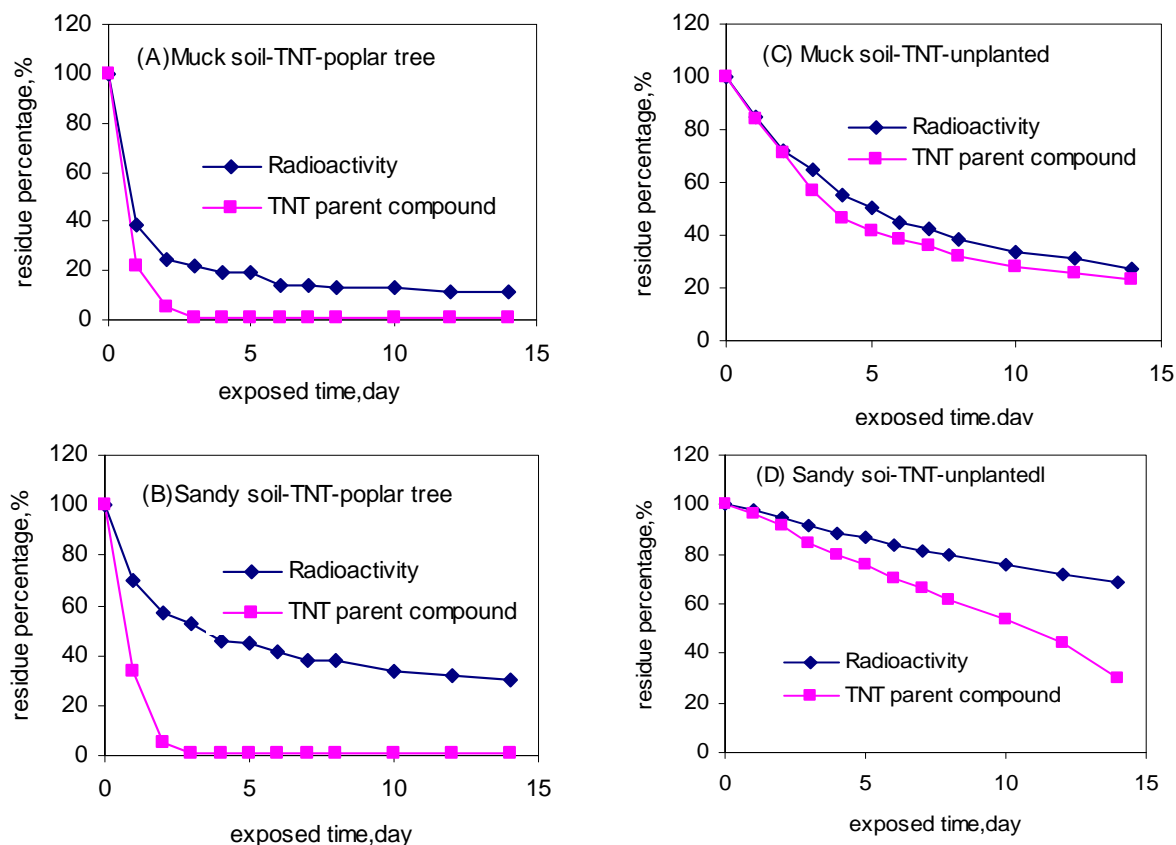 (A)Muck soil-TNT-poplar tree
residue percentage,%
120
100
80
60
40
20
0
Radioactivity
TNT parent compound
0 5 10 15
exposed time,day
(C) Muck soil-TNT-unplanted
residue percentage,%
120
100
80
60
40
20
0
Radioactivity
TNT parent compound
0 5 10 15
exposed time,day
(B)Sandy soil-TNT-poplar tree
residue percentage,%
120
100
80
60
40
20
0
Radioactivity
TNT parent compound
0 5 10 15
exposed time,day
(D) Sandy soi-TNT-unplantedl
residue percentage,%
120
100
80
60
40
20
0
Radioactivity
TNT parent compound
0 5 10 15
exposed time,day